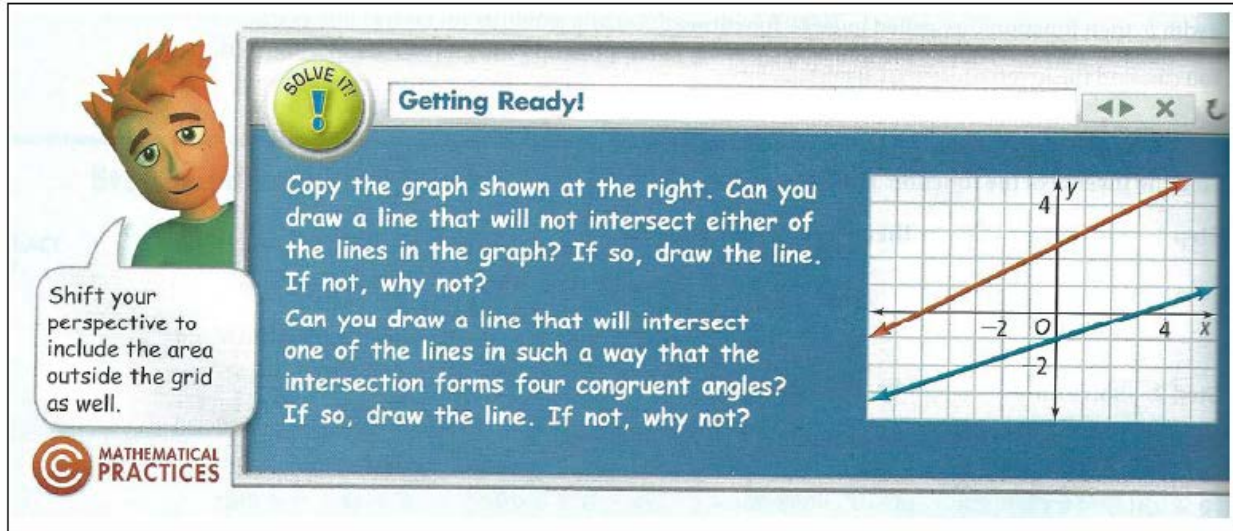 SOLVE IT!
Getting Ready!
Copy the graph shown at the right. Can you
draw a line that will not intersect either of
the lines in the graph? If so, draw the line.
If not, why not?
Can you draw a line that will intersect
one of the lines in such a way that the
intersection forms four congruent angles?
If so, draw the line. If not, why not?
4 y
-2 O 4 x
-2
Shift your
perspective to
include the area
outside the grid
as well.
C MATHEMATICAL
PRACTICES